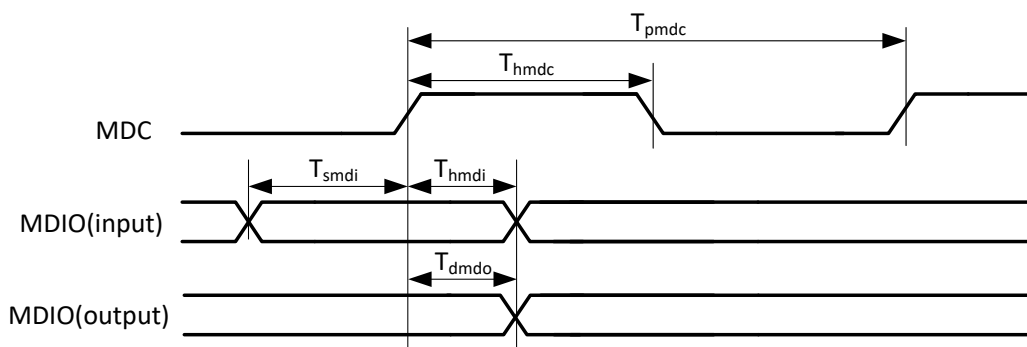 Tpmdc
Thmdc
MDC
Tsmdi Thmdi
MDIO(input)
Tdmdo
MDIO(output)